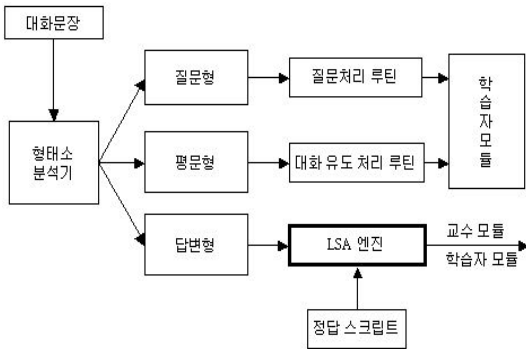 대화문장
형태소
분석기
질문형
질문처리 루틴
학
습
자
모
듈
평문형
대화 유도 처리 루틴
답변형
LSA 엔진
교수 모듈
학습자 모듈
정답 스크립트